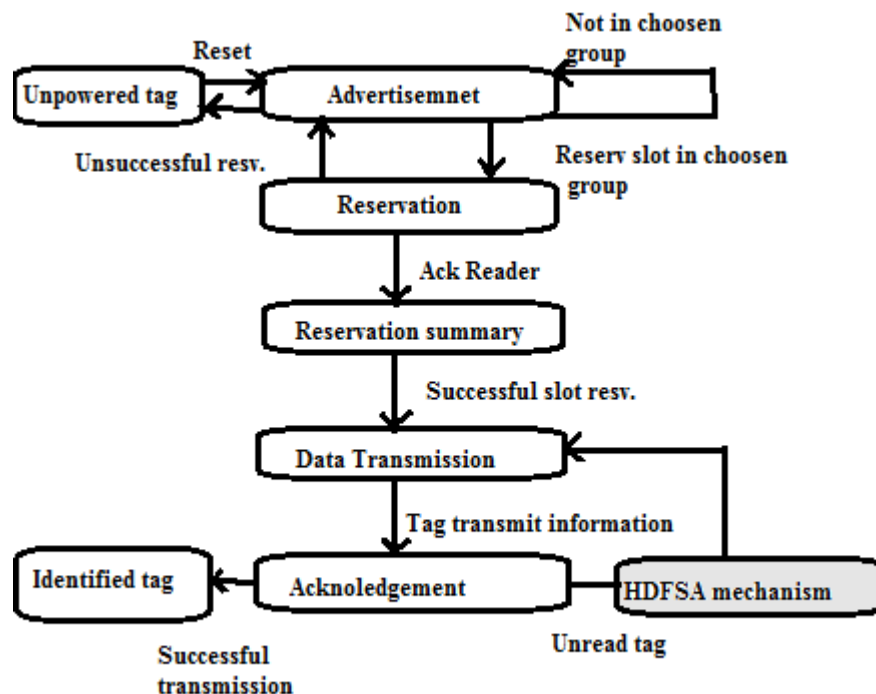 Reset
Not in choose
group
Unpowered tag
Advertisemnet
Unsuccessful resv.
Reserv slot in choosen
group
Reservation
Ack Reader
Reservation summary
Successful slot resv.
Data Transmission
Tag transmit information
Identified tag
Acknoledgement
HDFSA mechanism
Successful
transmission
Unread tag